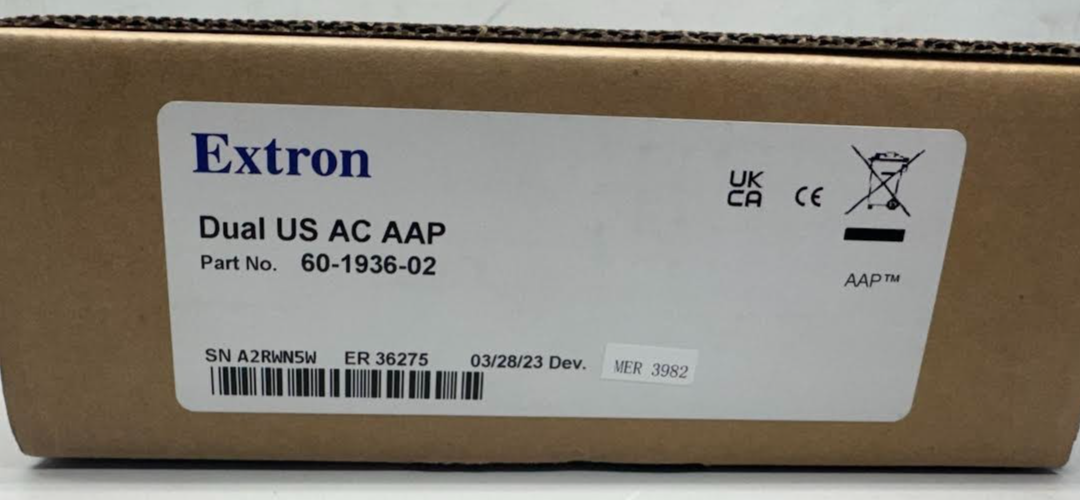 Extron
Dual US AC AAP
Part No. 60-1936-02
UK
CA
CE
AAP™
SN A2RWN5W ER 36275 03/28/23 Dev.
MER 3982